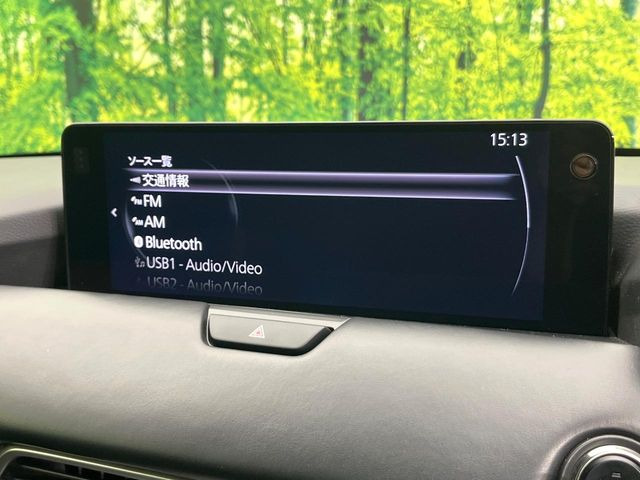 15:13
ソース一覧
交通情報
FM
AM
Bluetooth
USB1 - Audio/Video
USB2 - Audio/Video